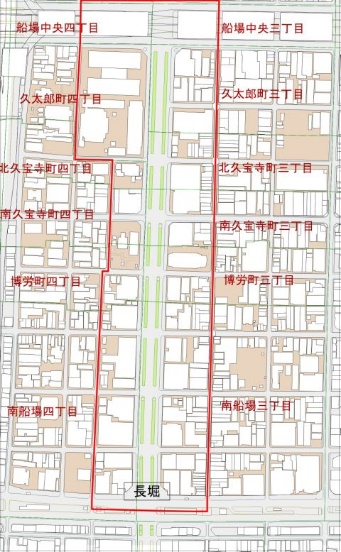 船場中央四丁目 船場中央三丁目
久太郎町四丁目 久太郎町三丁目
北久宝寺町四丁目 北久宝寺町三丁目
南久宝寺町四丁目 南久宝寺町三丁目
博労町四丁目 博労町三丁目
南船場四丁目 南船場三丁目
長堀